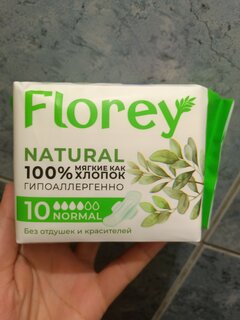 Florey
NATURAL
100% МЯГКИЕ КАК ХЛОПОК
ГИПОАЛЛЕРГЕННО
10 NORMAL
Без отдушек и красителей